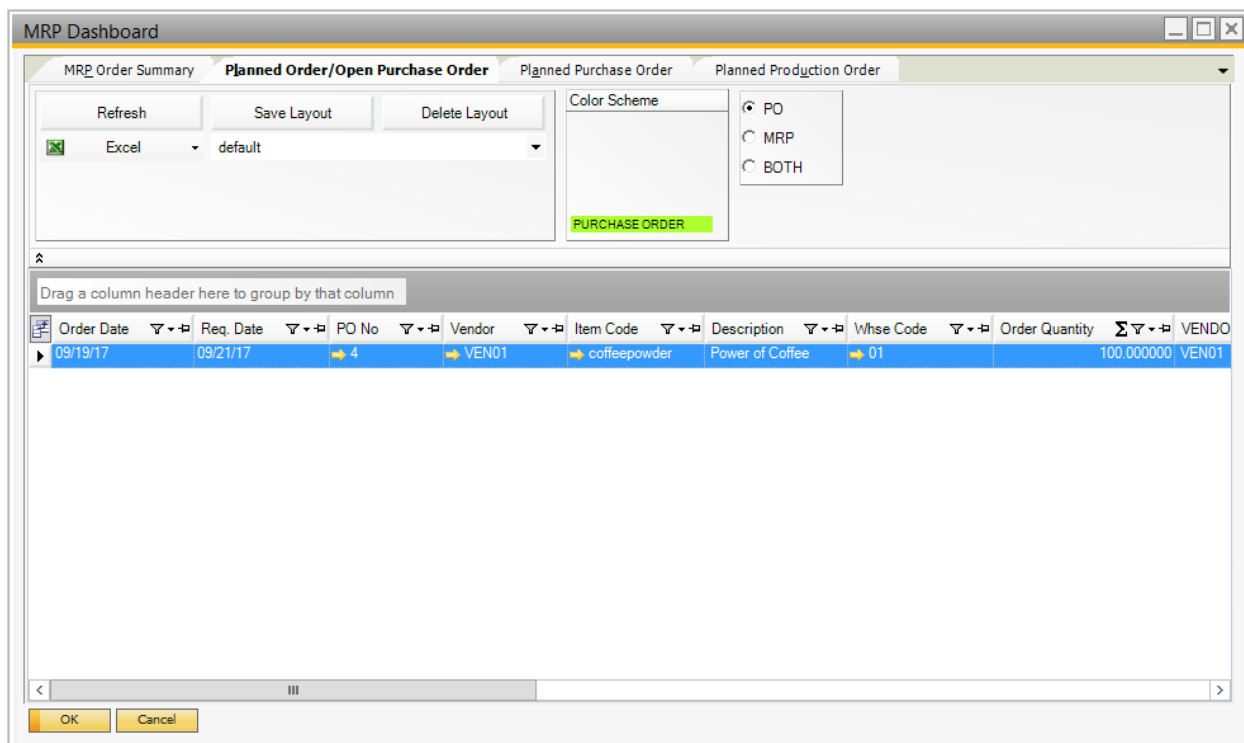 MRP Dashboard
MRP Order Summary Planned Order/Open Purchase Order Planned Purchase Order Planned Production Order
Refresh Save Layout Delete Layout Color Scheme PO
Excel default MRP
BOTH
PURCHASE ORDER
Drag a column header here to group by that column
Order Date Req. Date PO No Vendor Item Code Description Whse Code Order Quantity Σ VENDO
09/19/17 09/21/17 4 VEN01 coffeepowder Power of Coffee 01 100.000000 VEN01
OK Cancel